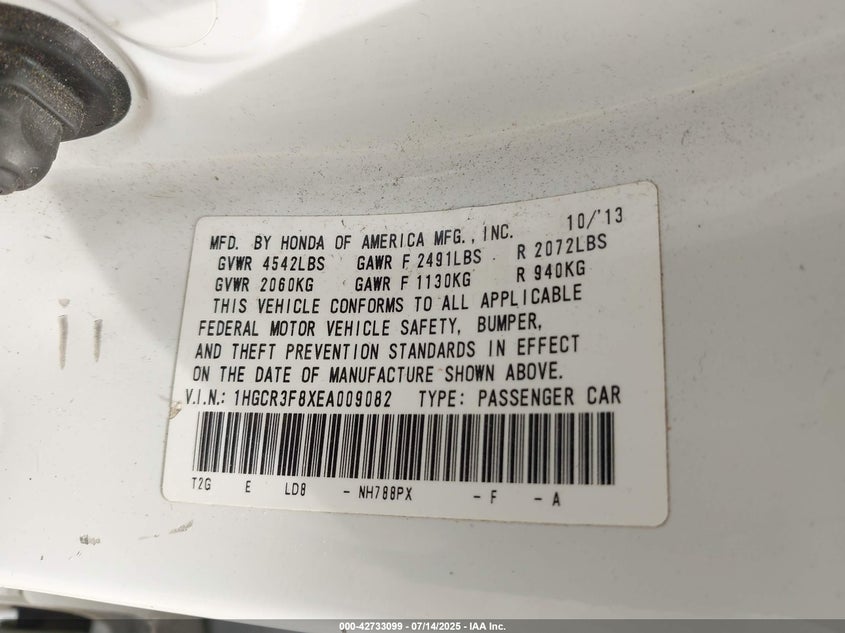 MFD. BY HONDA OF AMERICA MFG., INC. 10/'13
GVWR 4542LBS GAWR F 2491LBS R 2072LBS
GVWR 2060KG GAWR F 1130KG R 940KG
THIS VEHICLE CONFORMS TO ALL APPLICABLE
FEDERAL MOTOR VEHICLE SAFETY, BUMPER,
AND THEFT PREVENTION STANDARDS IN EFFECT
ON THE DATE OF MANUFACTURE SHOWN ABOVE.
V.I.N.: 1HGCR3F8XEA009082 TYPE: PASSENGER CAR
T2G E LD8 - NH788PX - F - A
000-42733099 - 07/14/2025 - IAA Inc.